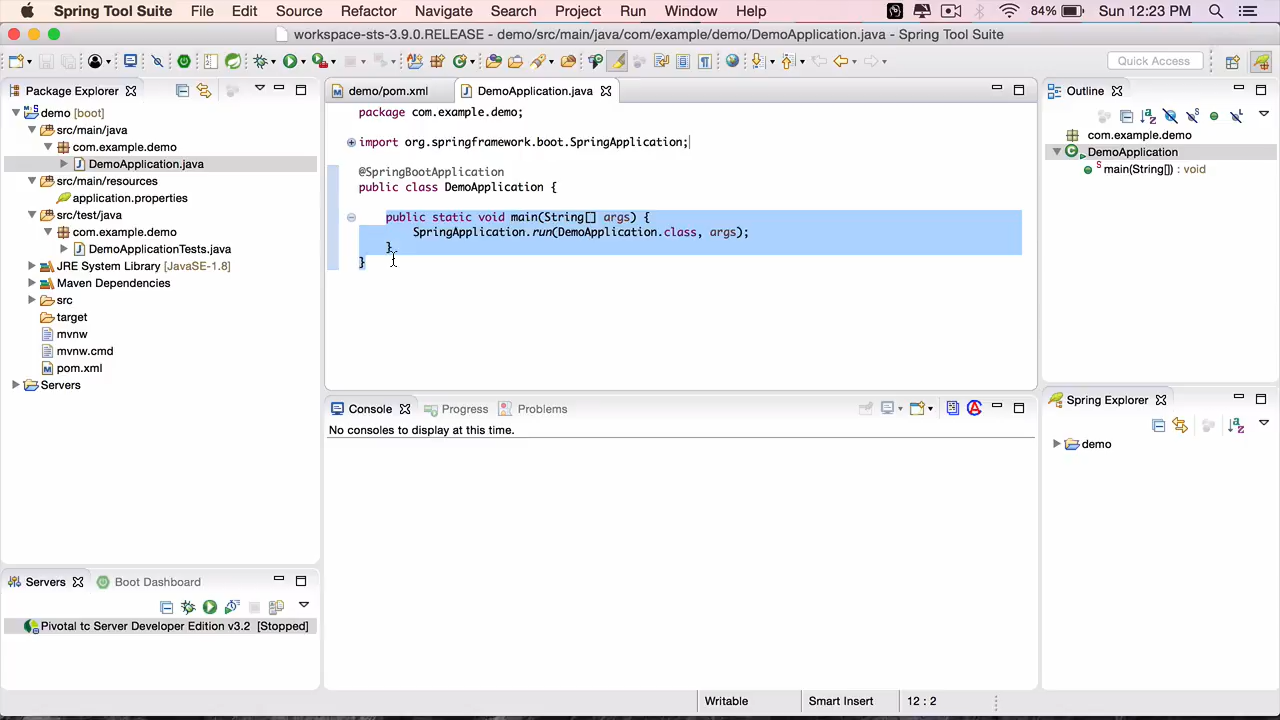 Spring Tool Suite File Edit Source Refactor Navigate Search Project Run Window Help 84% Sun 12:23 PM
workspace-sts-3.9.0.RELEASE - demo/src/main/java/com/example/demo/DemoApplication.java - Spring Tool Suite
Quick Access
Package Explorer
demo [boot]
src/main/java
com.example.demo
DemoApplication.java
src/main/resources
application.properties
src/test/java
com.example.demo
DemoApplicationTests.java
JRE System Library [JavaSE-1.8]
Maven Dependencies
src
target
mvnw
mvnw.cmd
pom.xml
Servers
demo/pom.xml DemoApplication.java
package com.example.demo;
import org.springframework.boot.SpringApplication;
@SpringBootApplication
public class DemoApplication {
public static void main(String[] args) {
SpringApplication.run(DemoApplication.class, args);
}
}
Outline
com.example.demo
DemoApplication
main(String[]) : void
Console Progress Problems
No consoles to display at this time.
Spring Explorer
demo
Servers Boot Dashboard
Pivotal tc Server Developer Edition v3.2 [Stopped]
Writable Smart Insert 12 : 2